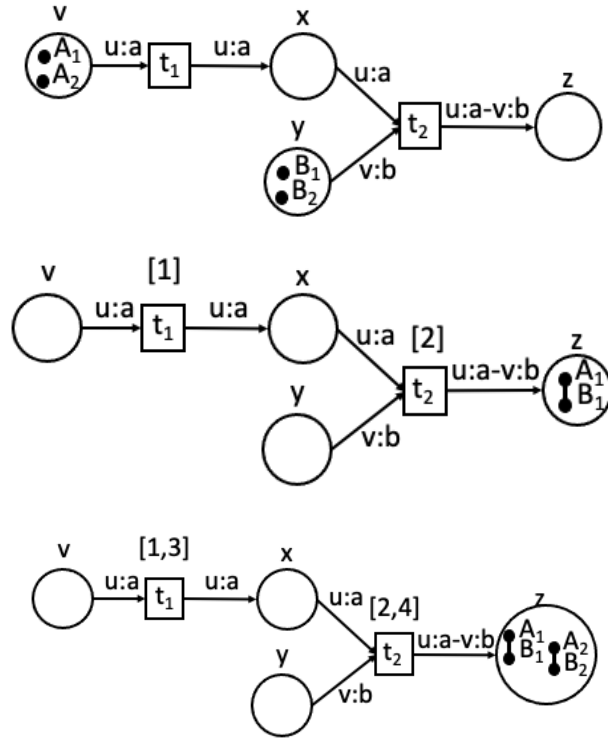 v
x
z
A₁
A₂
u:a
t₁
u:a
u:a
y
B₁
B₂
v:b
t₂
u:a-v:b
v
[1]
x
u:a
t₁
u:a
u:a
[2]
z
y
v:b
t₂
u:a-v:b
A₁
B₁
v
[1,3]
x
u:a
t₁
u:a
u:a
[2,4]
z
y
v:b
t₂
u:a-v:b
A₁
B₁
A₂
B₂